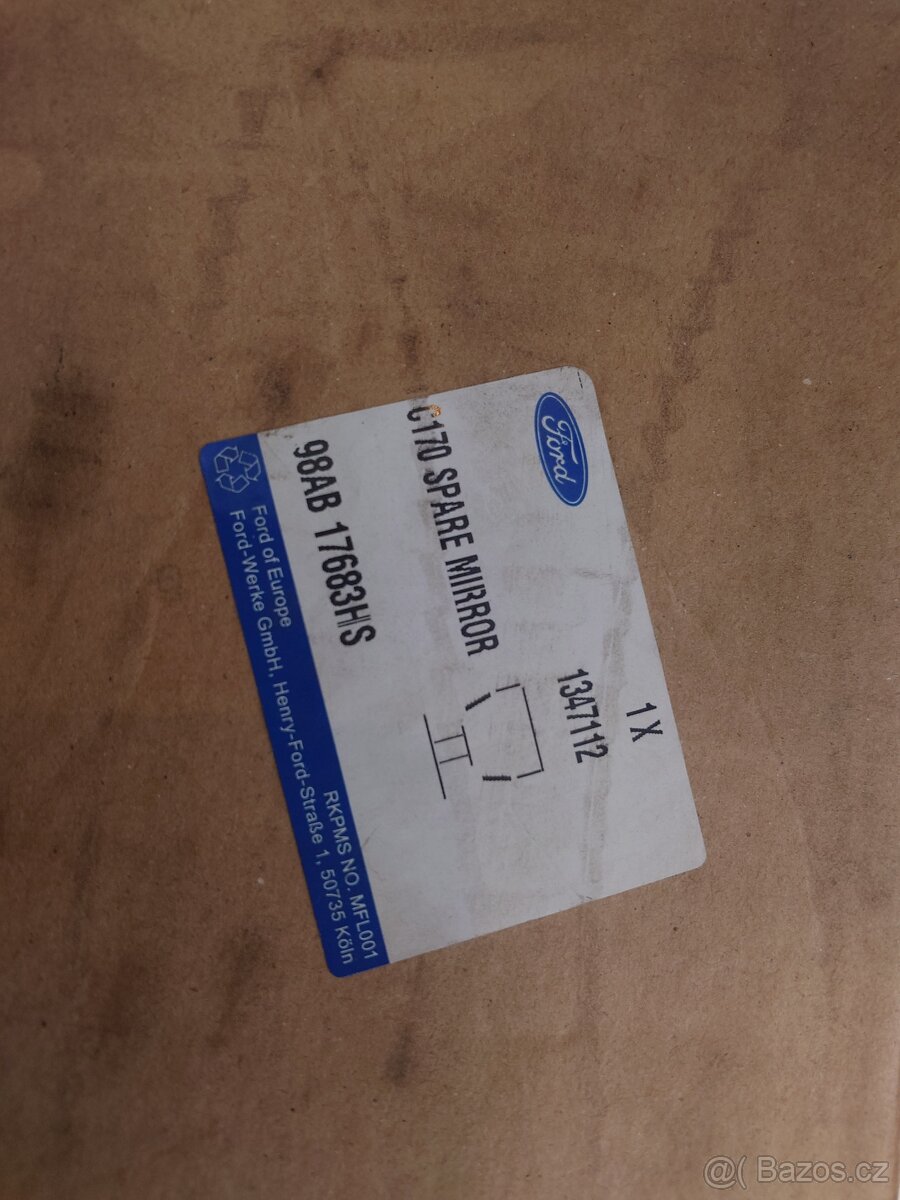 Ford
1 X
1347112
C170 SPARE MIRROR
98AB 17683H/S
Ford of Europe
RKPMS NO. MFL001
Ford-Werke GmbH, Henry-Ford-Straße 1, 50735 Köln
@( Bazos.cz